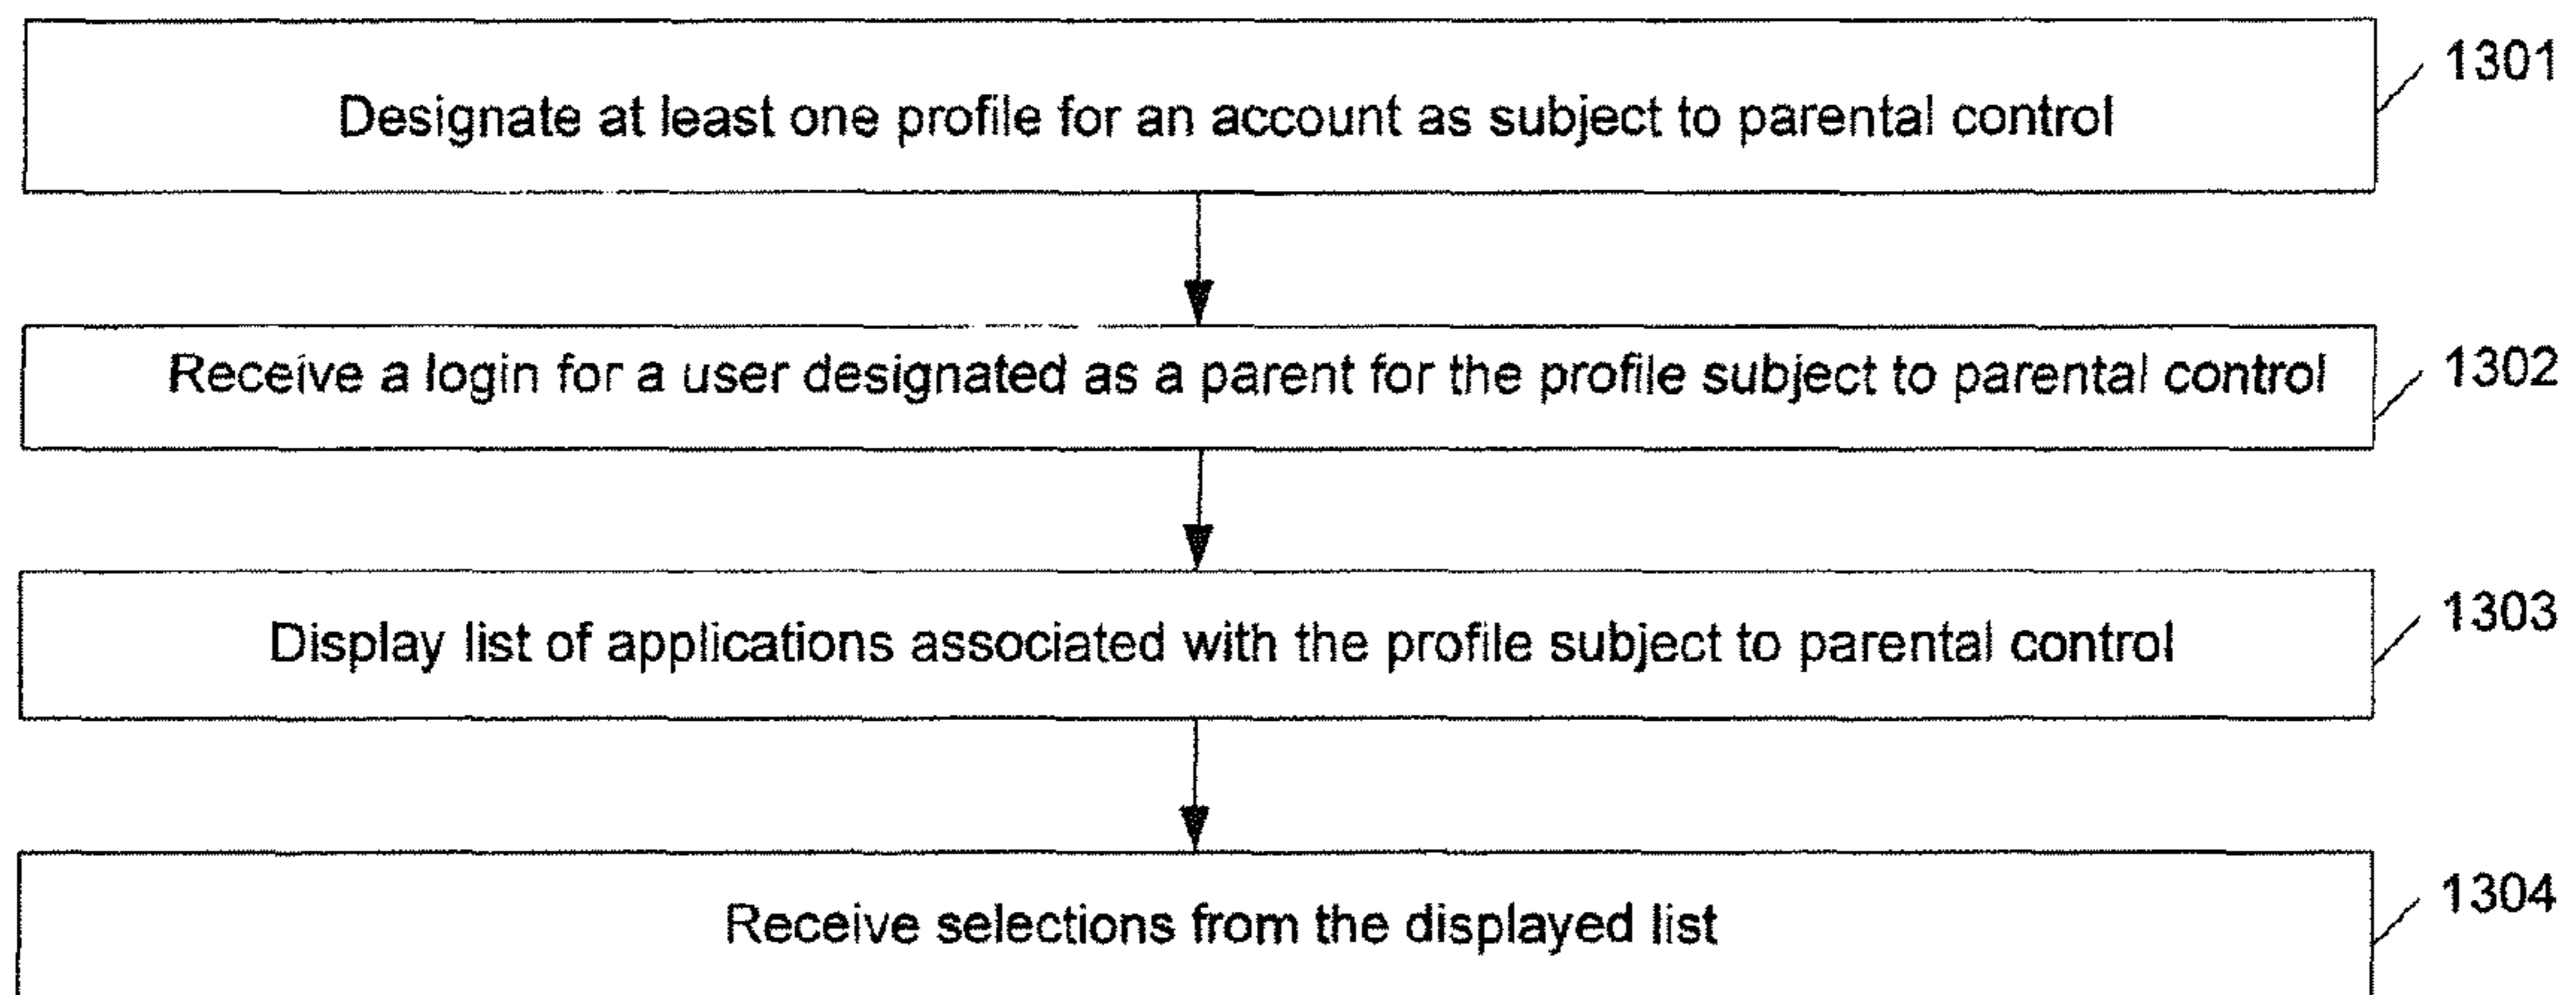 Designate at least one profile for an account as subject to parental control
1301
Receive a login for a user designated as a parent for the profile subject to parental control
1302
Display list of applications associated with the profile subject to parental control
1303
Receive selections from the displayed list
1304